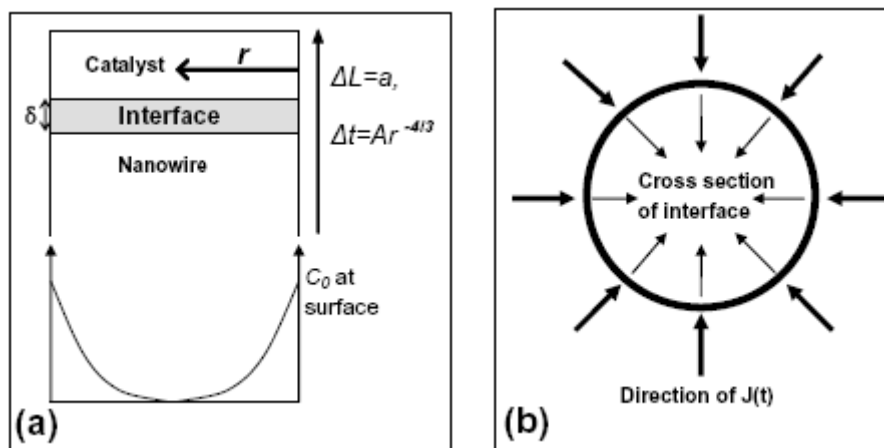 Catalyst
r
ΔL=a,
δ
Interface
Δt=Ar -4/3
Nanowire
C0 at
surface
(a)
Cross section
of interface
Direction of J(t)
(b)